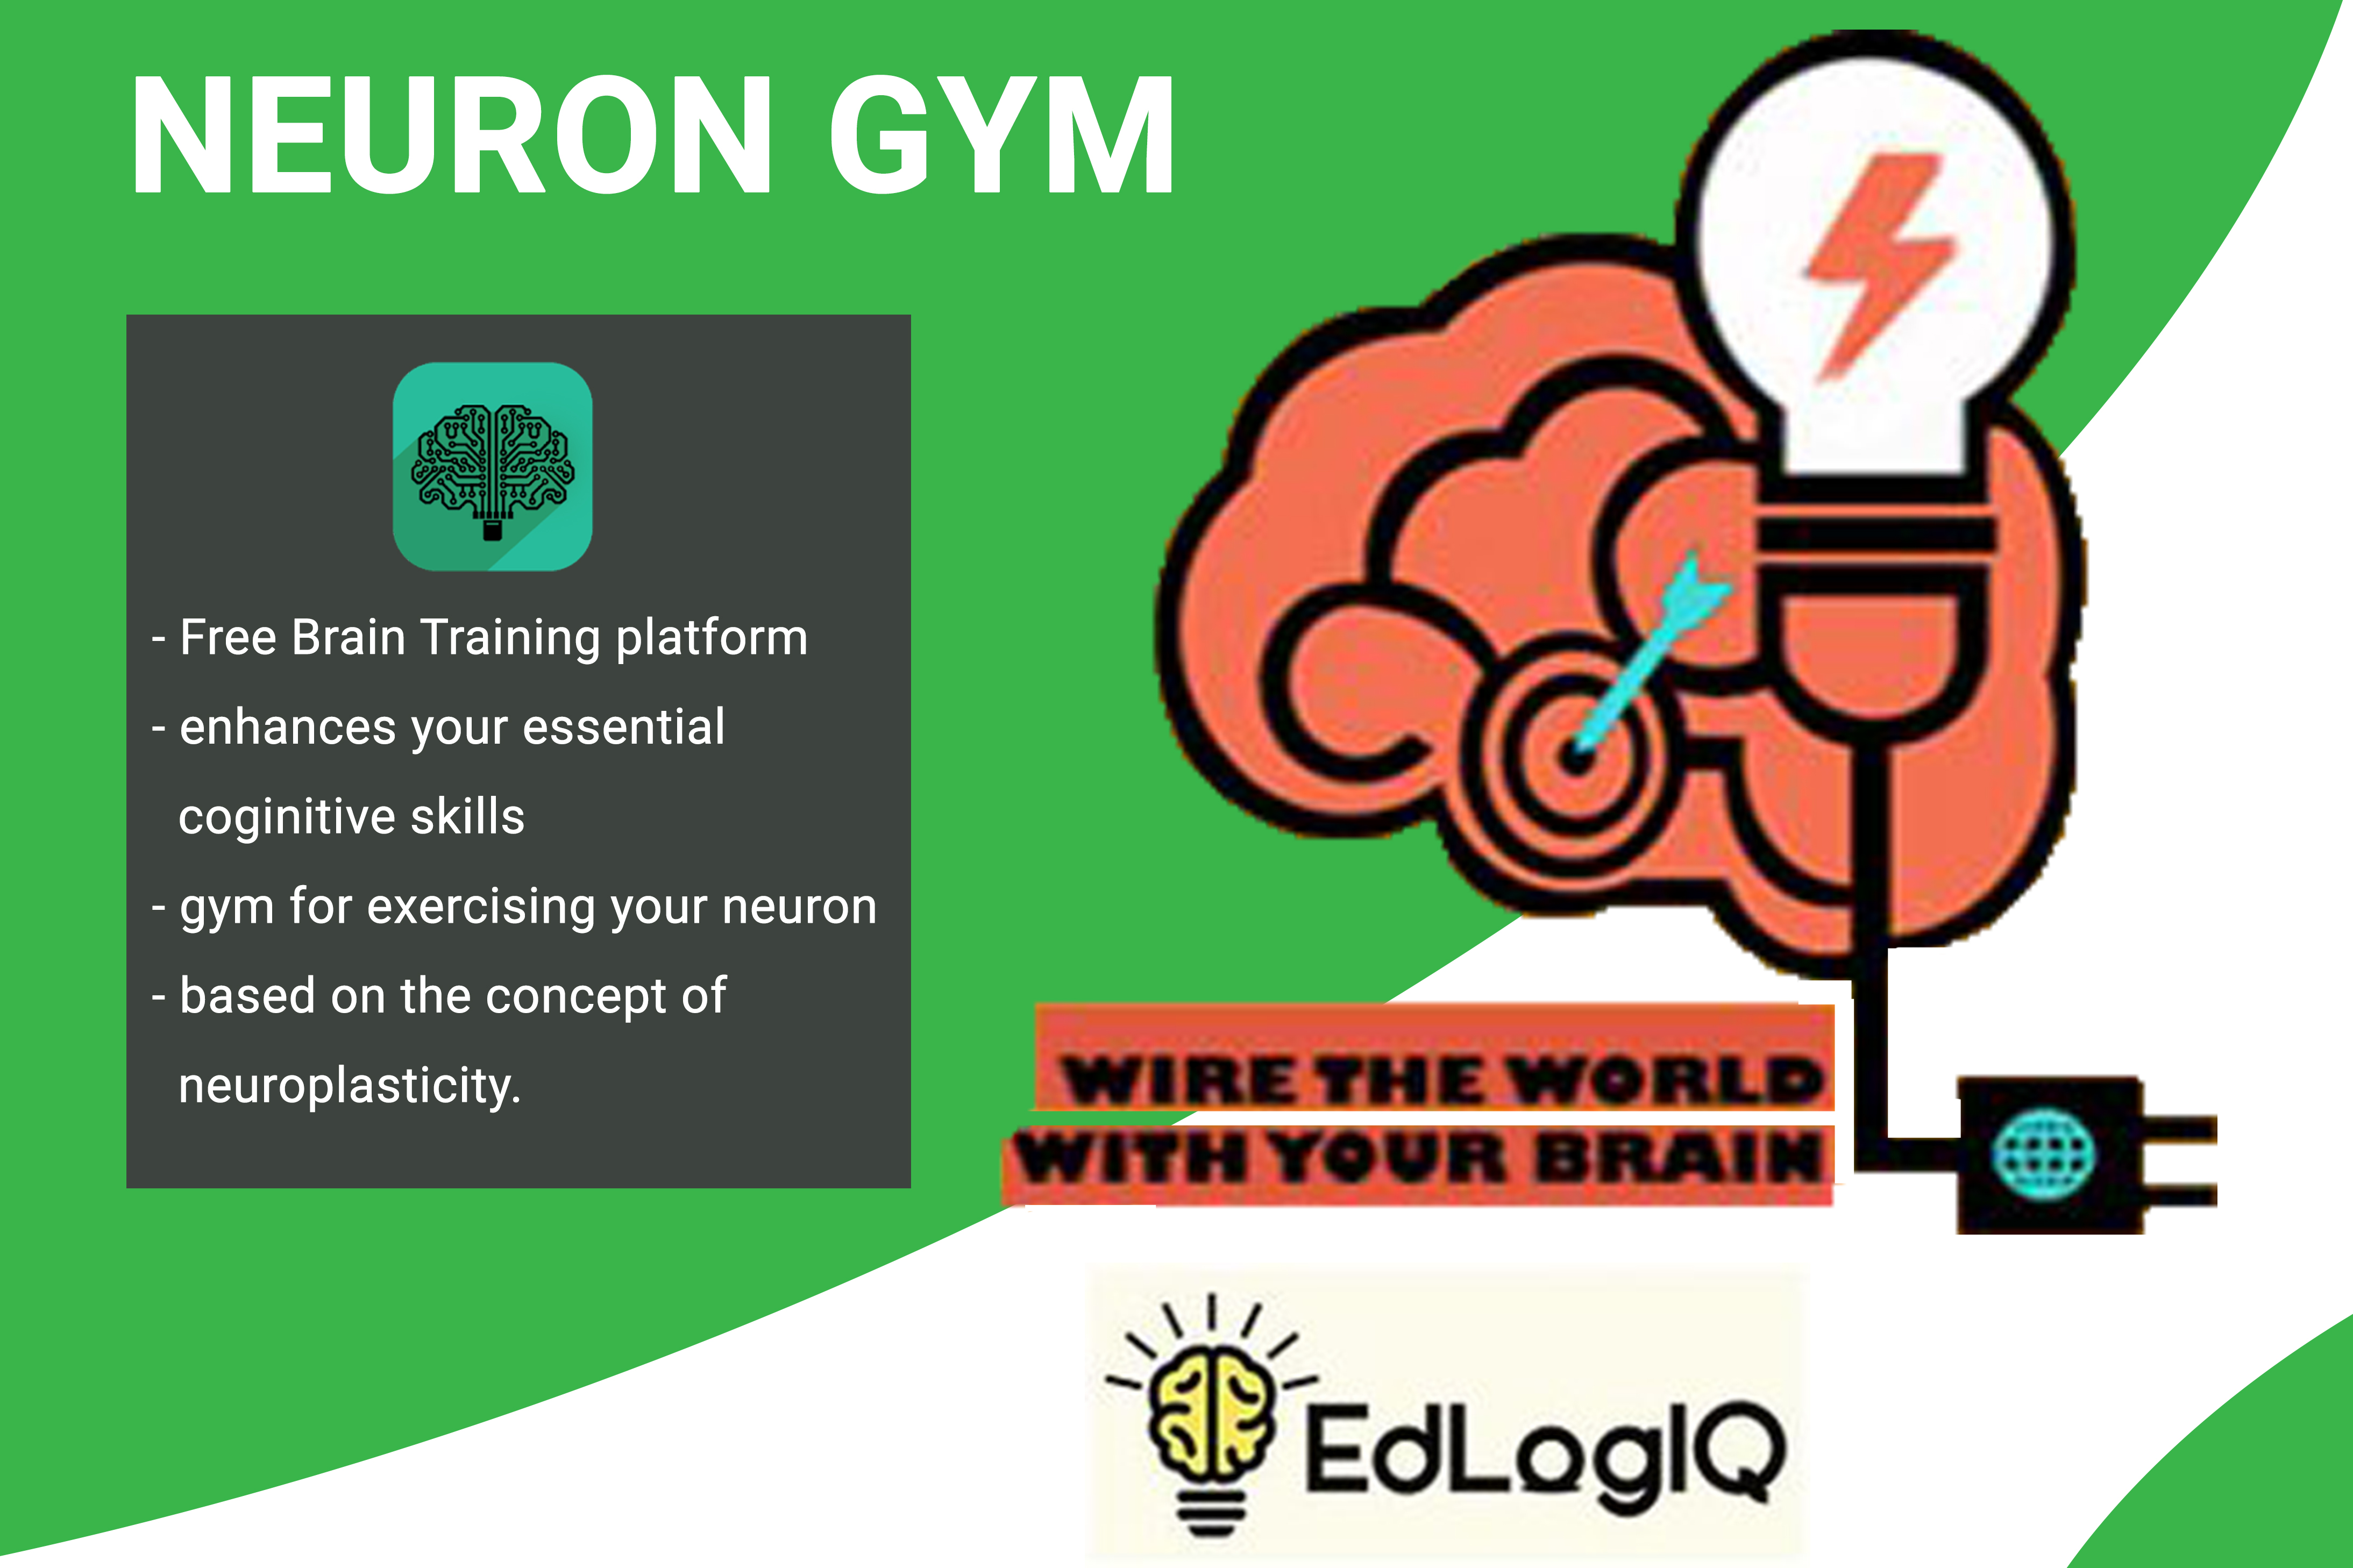 NEURON GYM
- Free Brain Training platform
- enhances your essential
coginitive skills
- gym for exercising your neuron
- based on the concept of
neuroplasticity.
WIRE THE WORLD
WITH YOUR BRAIN
EdLogIQ